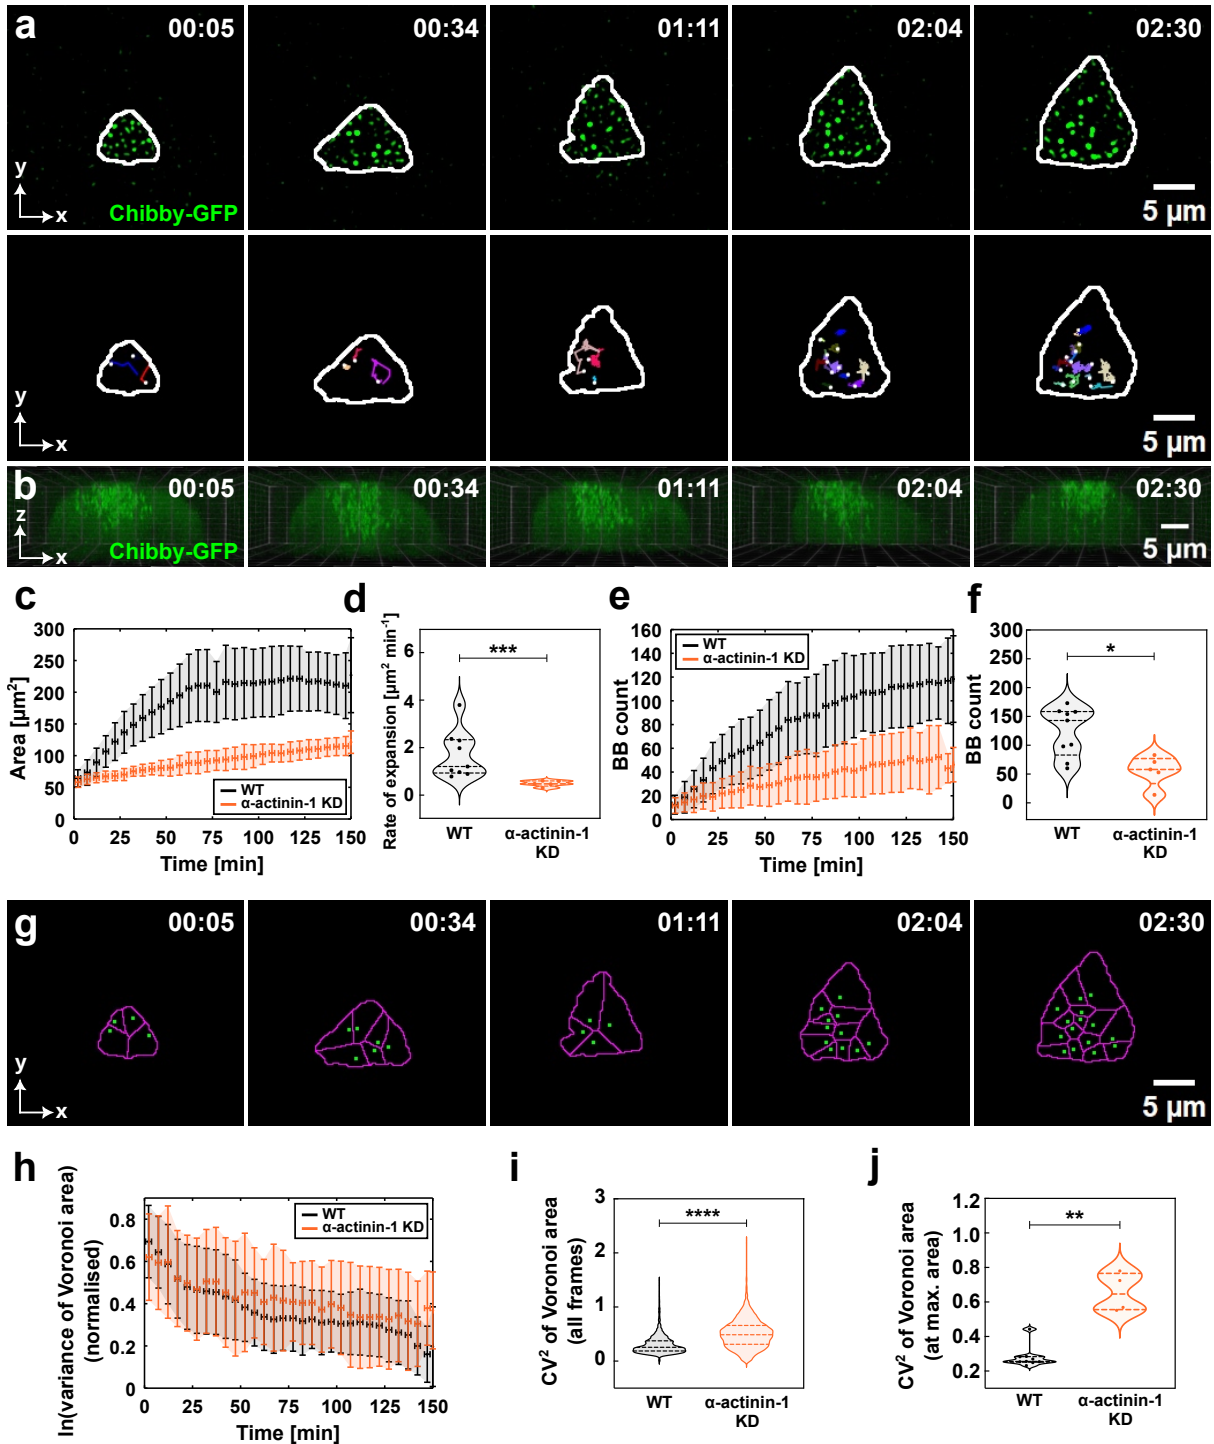 a
00:05
00:34
01:11
02:04
02:30
y
x
Chibby-GFP
5 µm
y
x
5 µm
b
00:05
00:34
01:11
02:04
02:30
z
x
Chibby-GFP
5 µm
c
Area [µm²]
300
250
200
150
100
50
0
0
25
50
75
100
125
150
WT
α-actinin-1 KD
Time [min]
d
Rate of expansion [µm² min⁻¹]
6
4
2
0
***
WT
α-actinin-1
KD
e
BB count
160
140
120
100
80
60
40
20
0
0
25
50
75
100
125
150
WT
α-actinin-1 KD
Time [min]
f
BB count
300
250
200
150
100
50
0
*
WT
α-actinin-1
KD
g
00:05
00:34
01:11
02:04
02:30
y
x
5 µm
h
ln(variance of Voronoi area)
(normalised)
0.8
0.6
0.4
0.2
0
0
25
50
75
100
125
150
WT
α-actinin-1 KD
Time [min]
i
CV² of Voronoi area
(all frames)
3
2
1
0
****
WT
α-actinin-1
KD
j
CV² of Voronoi area
(at max. area)
1.2
1.0
0.8
0.6
0.4
0.2
**
WT
α-actinin-1
KD